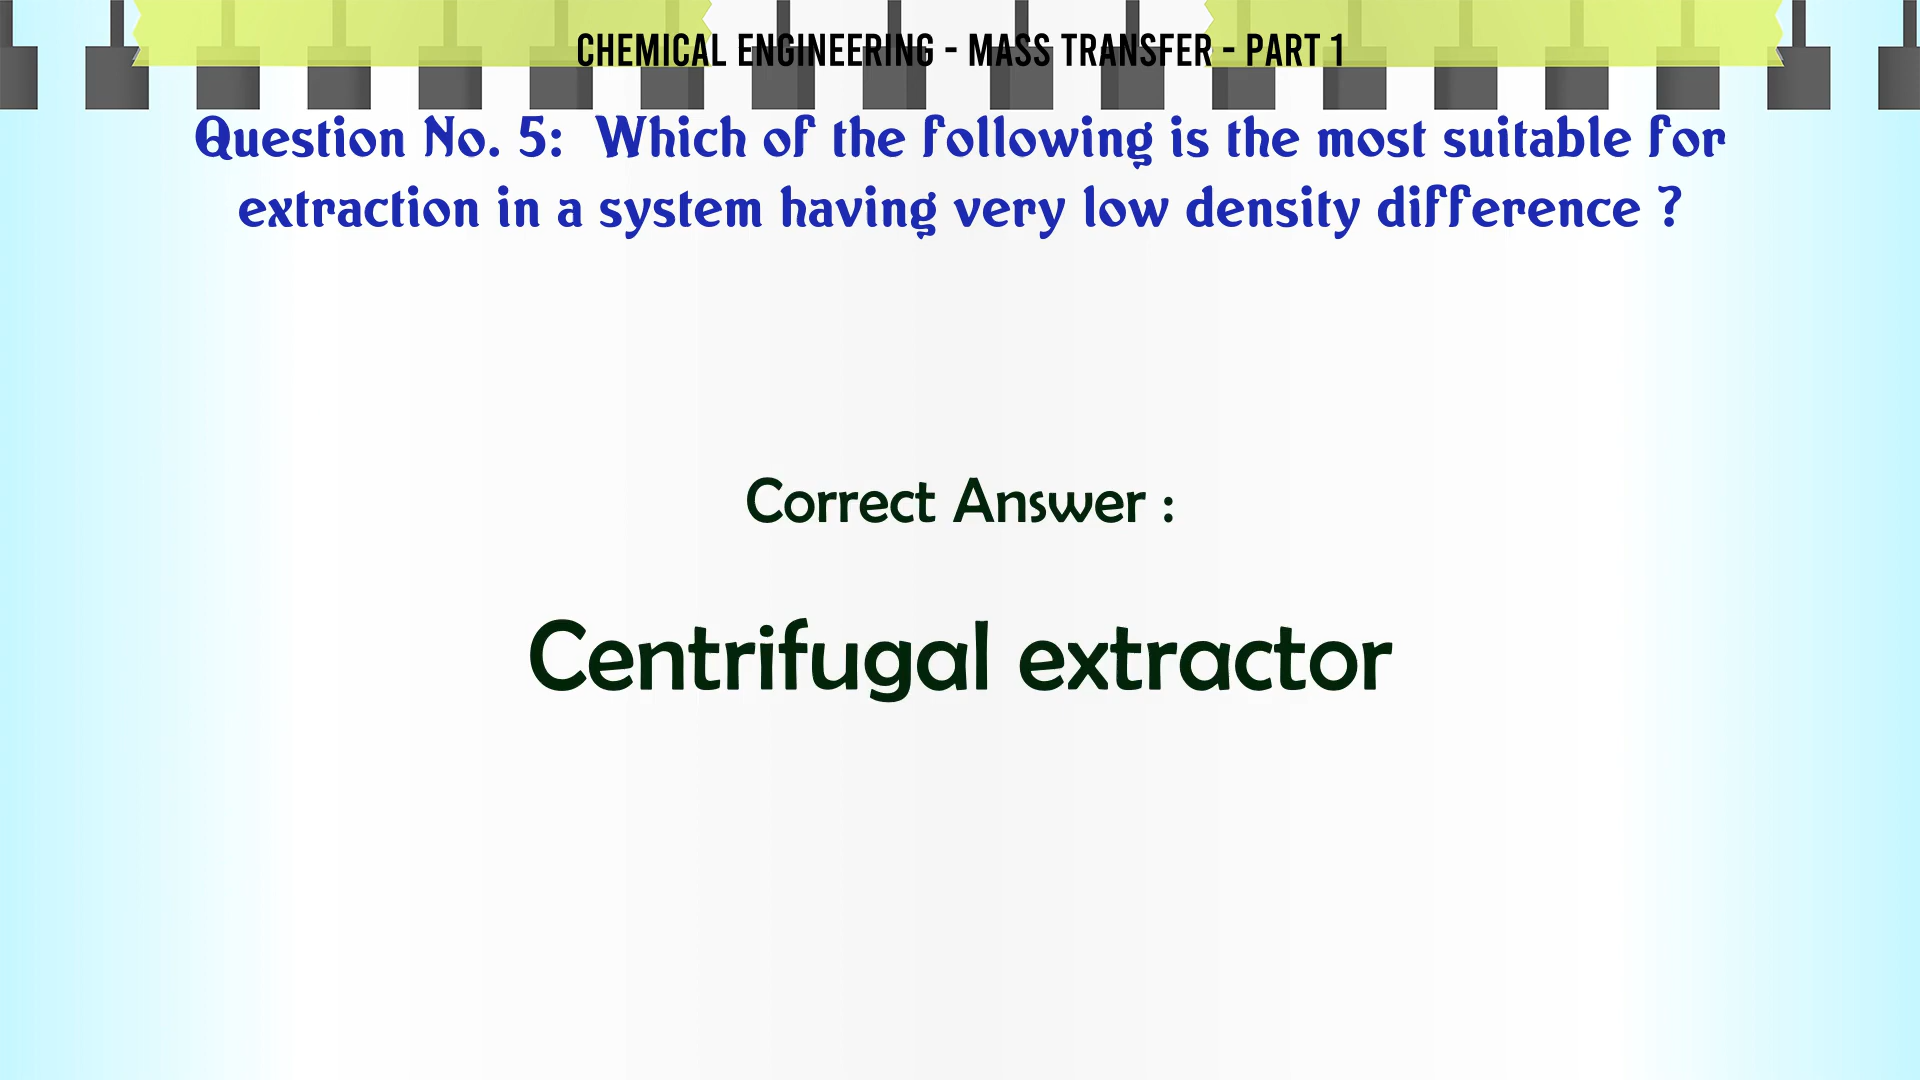 CHEMICAL ENGINEERING - MASS TRANSFER - PART 1
Question No. 5:  Which of the following is the most suitable for
extraction in a system having very low density difference ?
Correct Answer :
Centrifugal extractor